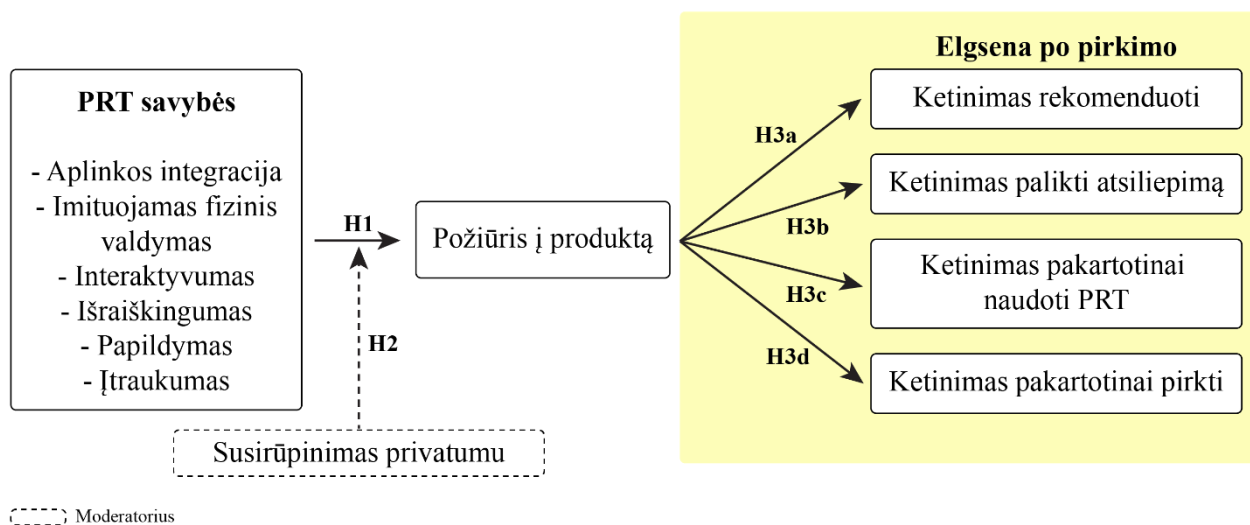 PRT savybės
- Aplinkos integracija
- Imituojamas fizinis
valdymas
- Interaktyvumas
- Išraiškingumas
- Papildymas
- Įtraukumas
H1
H2
Susirūpinimas privatumu
Požiūris į produktą
H3a
H3b
H3c
H3d
Elgsena po pirkimo
Ketinimas rekomenduoti
Ketinimas palikti atsiliepimą
Ketinimas pakartotinai
naudoti PRT
Ketinimas pakartotinai pirkti
Moderatorius